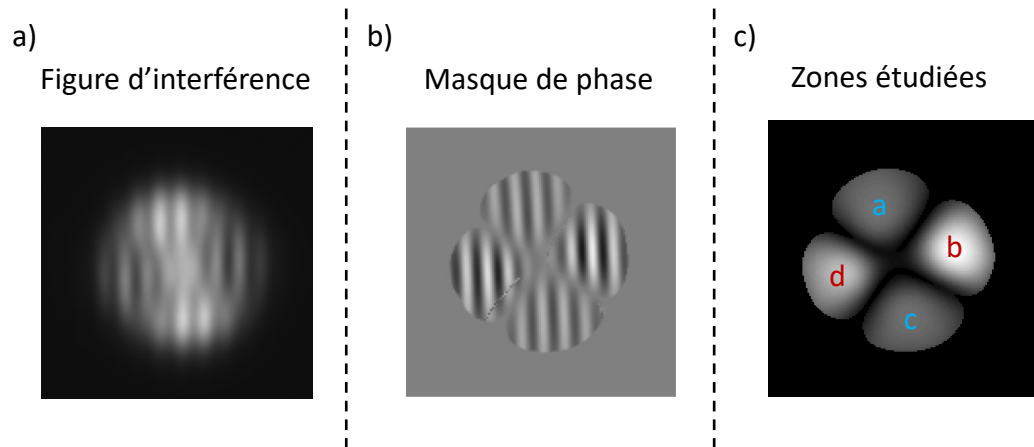 a)
Figure d'interférence
b)
Masque de phase
c)
Zones étudiées
a
b
d
c